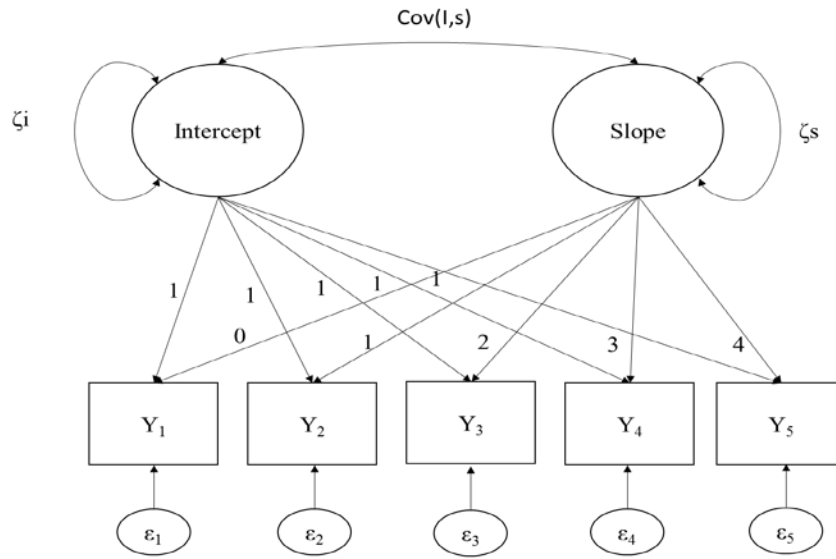 Cov(I,s)
ζi
Intercept
Slope
ζs
1
1
1
1
1
0
1
2
3
4
Y₁
Y₂
Y₃
Y₄
Y₅
ε₁
ε₂
ε₃
ε₄
ε₅